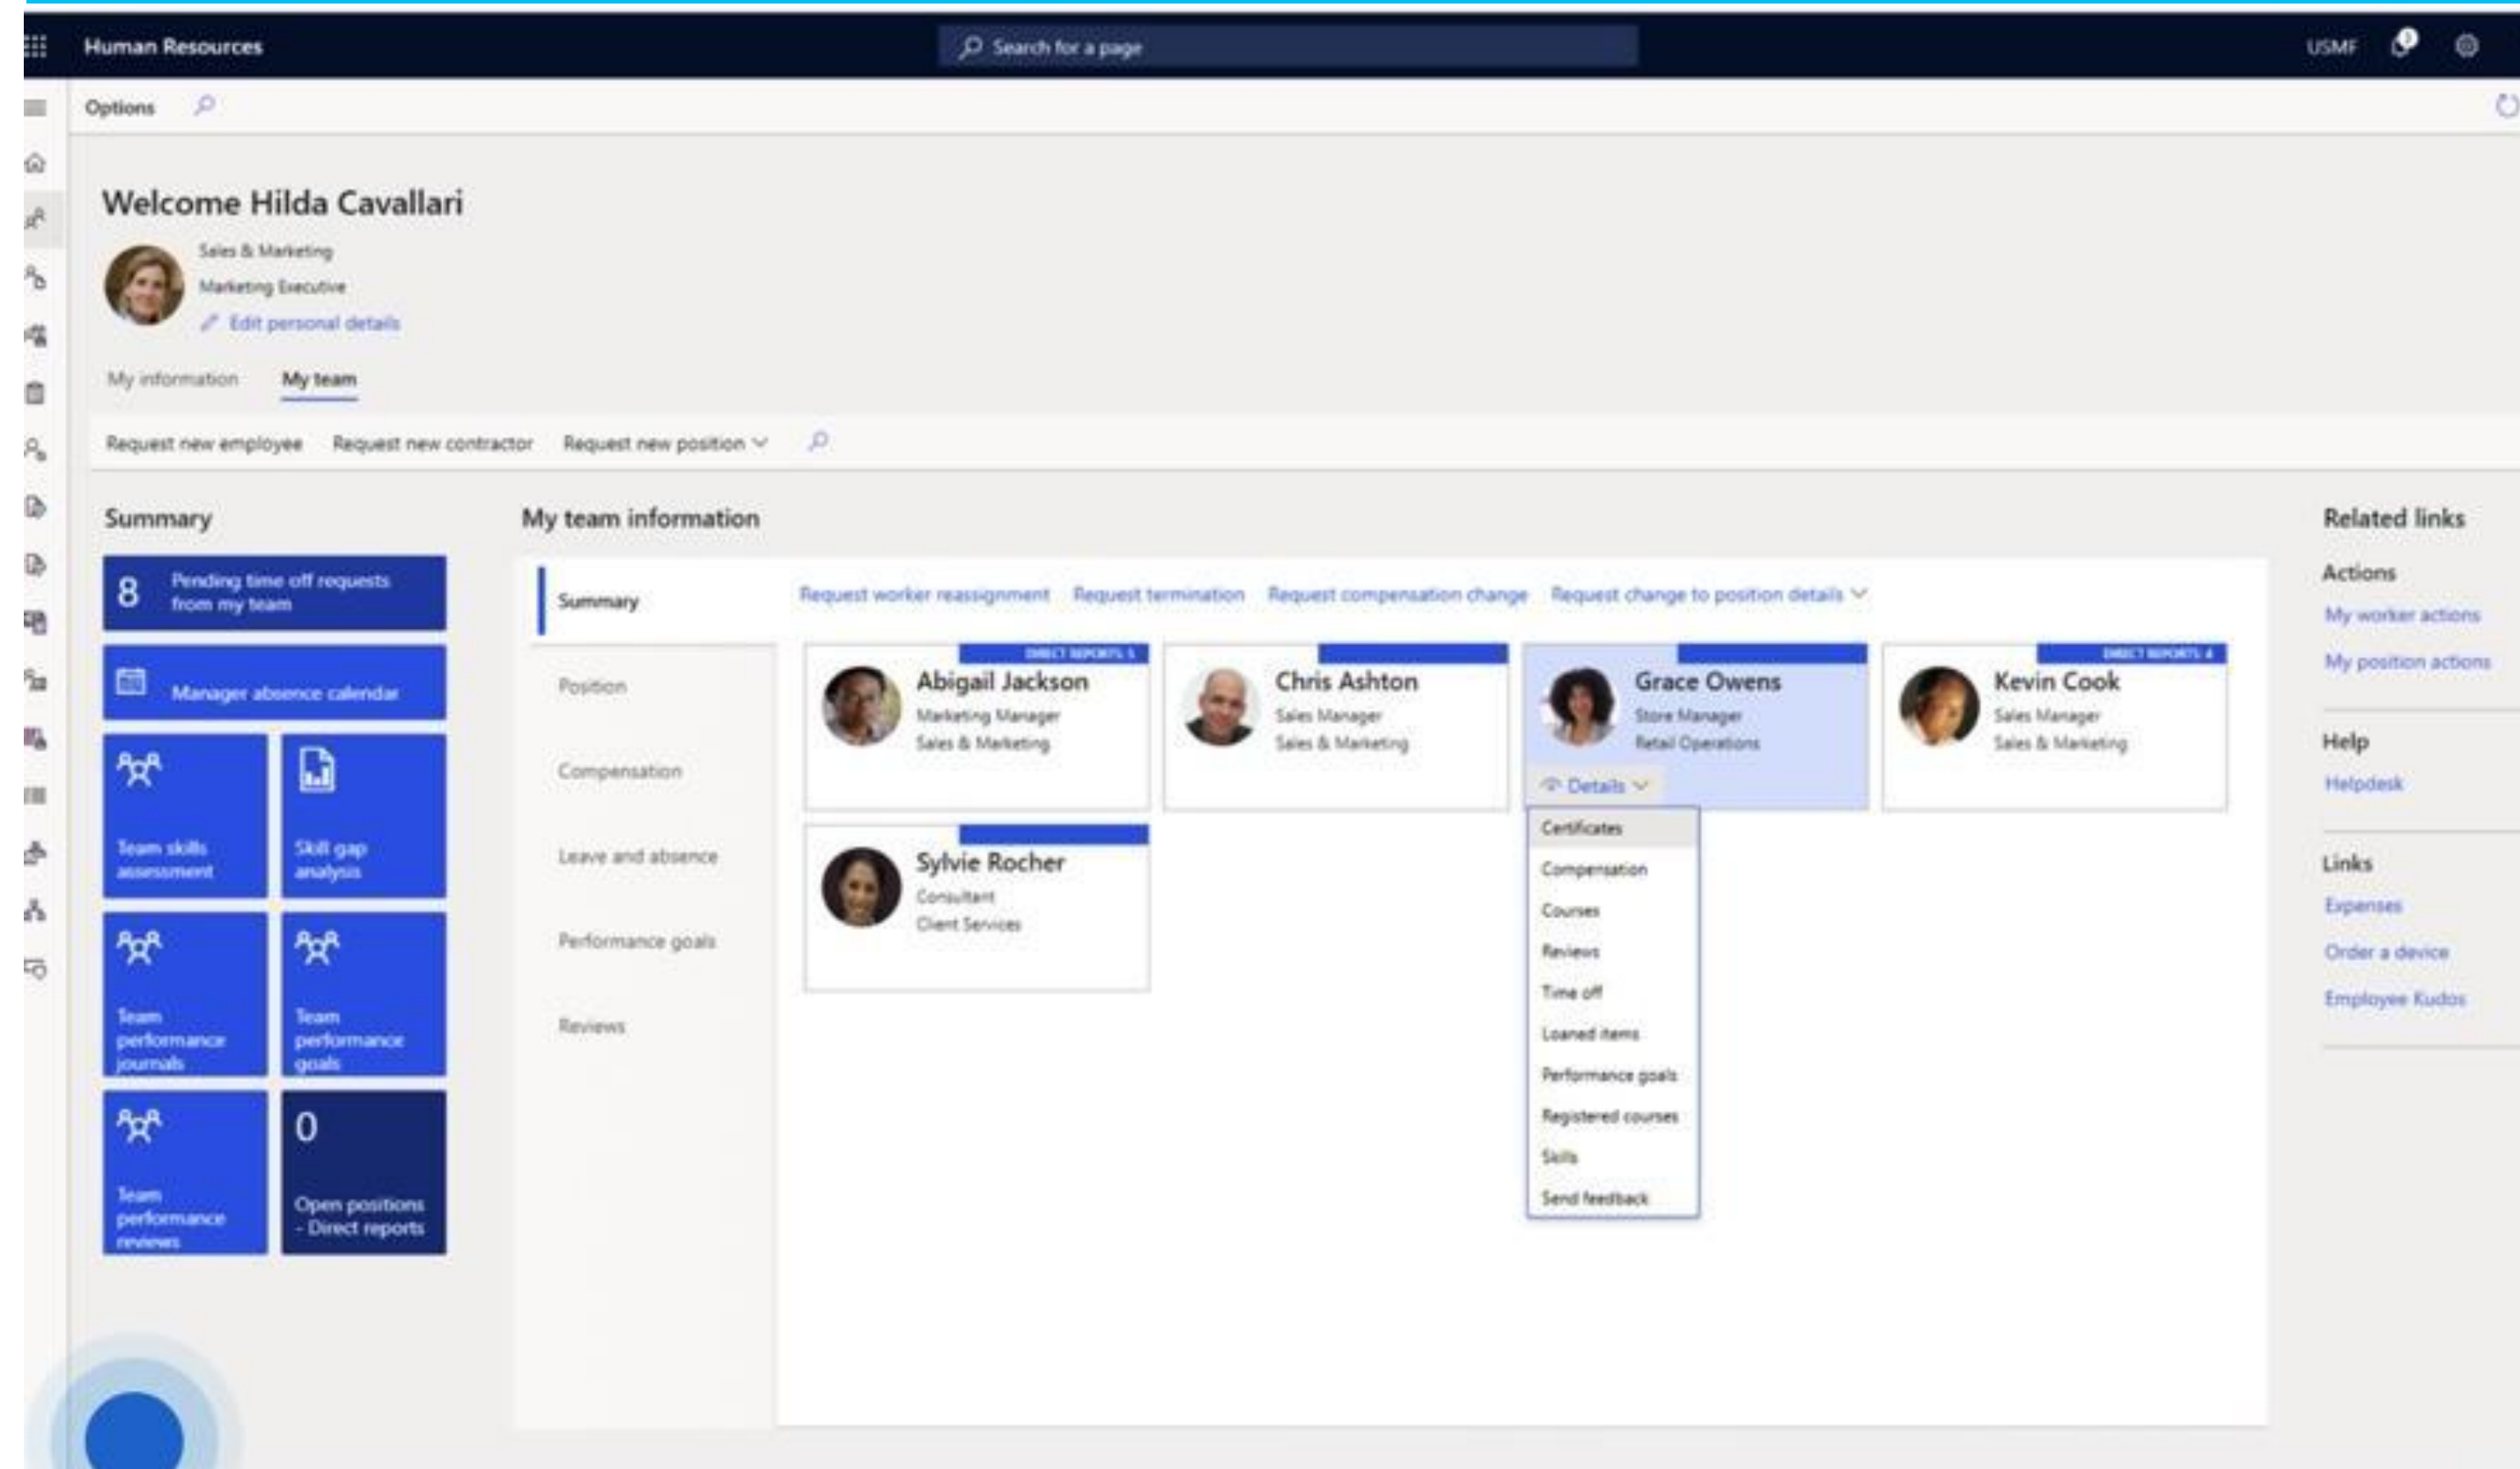 Human Resources
Search for a page
USMF
Options
Welcome Hilda Cavallari
Sales & Marketing
Marketing Executive
Edit personal details
My information
My team
Request new employee
Request new contractor
Request new position
Summary
8
Pending time off requests
from my team
Manager absence calendar
Team skills
assessment
Skill gap
analysis
Team
performance
journals
Team
performance
goals
Team
performance
reviews
0
Open positions
- Direct reports
My team information
Summary
Position
Compensation
Leave and absence
Performance goals
Reviews
Request worker reassignment
Request termination
Request compensation change
Request change to position details
DIRECT REPORTS: 5
Abigail Jackson
Marketing Manager
Sales & Marketing
Chris Ashton
Sales Manager
Sales & Marketing
Grace Owens
Store Manager
Retail Operations
Details
Certificates
Compensation
Courses
Reviews
Time off
Loaned items
Performance goals
Registered courses
Skills
Send feedback
DIRECT REPORTS: 4
Kevin Cook
Sales Manager
Sales & Marketing
Sylvie Rocher
Consultant
Client Services
Related links
Actions
My worker actions
My position actions
Help
Helpdesk
Links
Expenses
Order a device
Employee Kudos